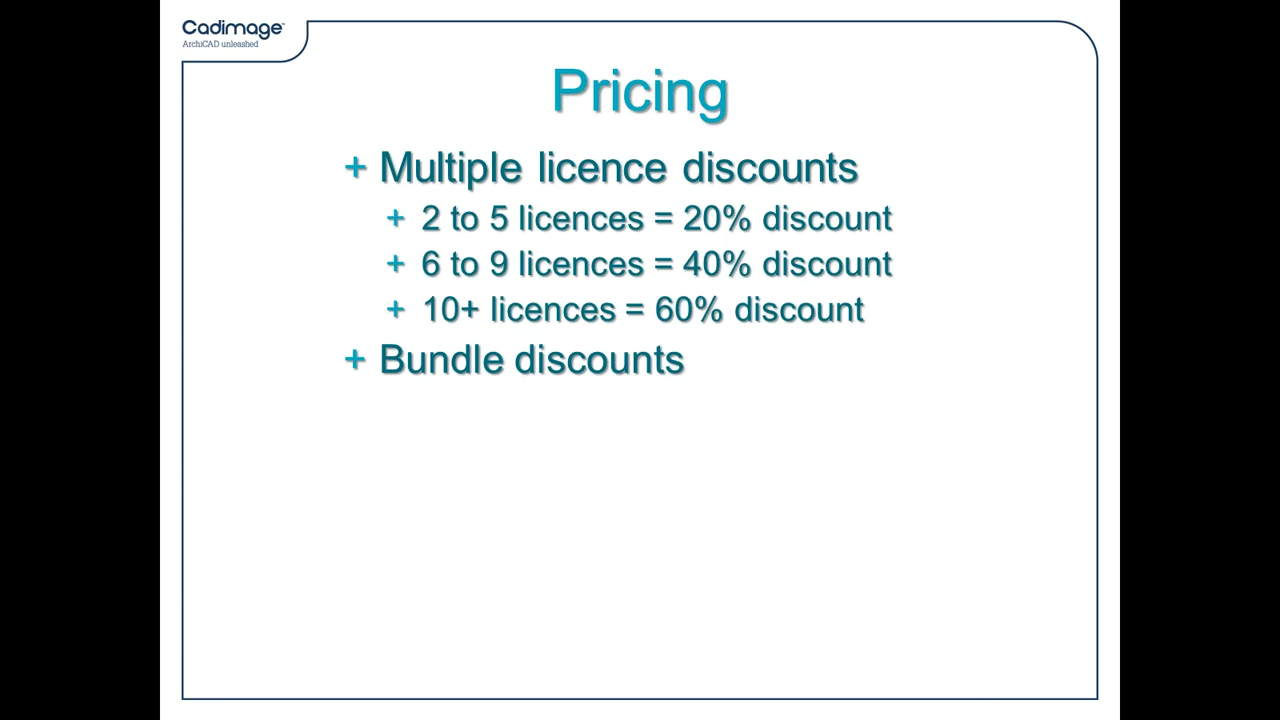 Cadimage™
ArchiCAD unleashed
Pricing
+ Multiple licence discounts
+ 2 to 5 licences = 20% discount
+ 6 to 9 licences = 40% discount
+ 10+ licences = 60% discount
+ Bundle discounts